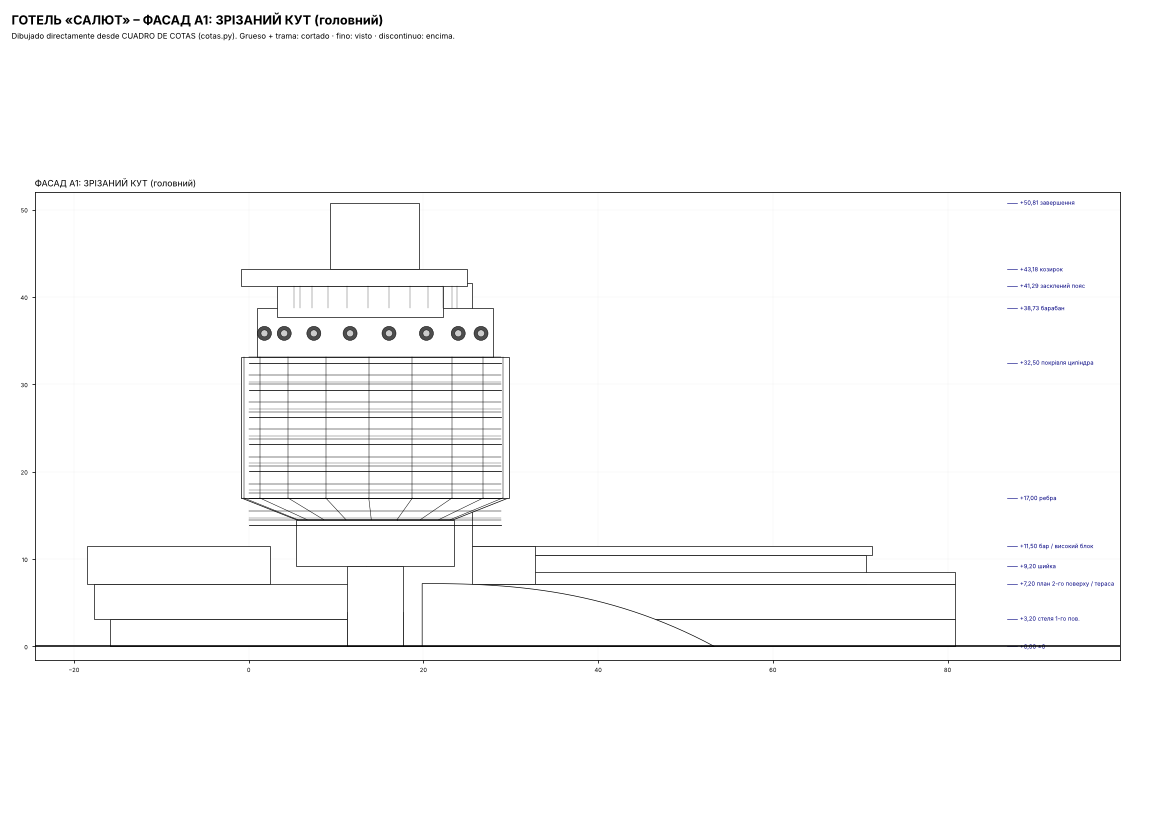 ГОТЕЛЬ «САЛЮТ» – ФАСАД А1: ЗРІЗАНИЙ КУТ (головний)
Dibujado directamente desde CUADRO DE COTAS (cotas.py). Grueso + trama: cortado · fino: visto · discontinuo: encima.
ФАСАД А1: ЗРІЗАНИЙ КУТ (головний)
50
40
30
20
10
0
−20
0
20
40
60
80
+50,81 завершення
+43,18 козирок
+41,29 засклений пояс
+38,73 барабан
+32,50 покрівля циліндра
+17,00 ребра
+11,50 бар / високий блок
+9,20 шийка
+7,20 план 2-го поверху / тераса
+3,20 стеля 1-го пов.